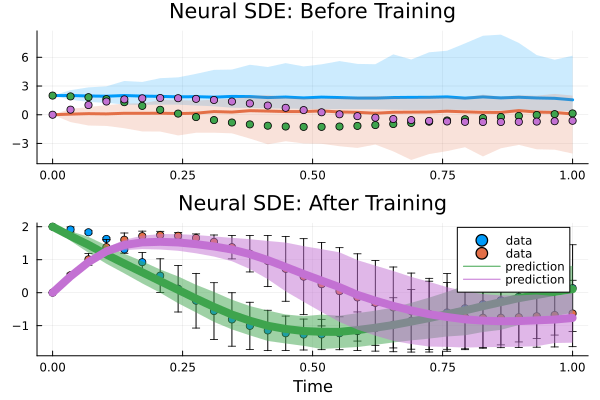 Neural SDE: Before Training
6
3
0
−3
0.00 0.25 0.50 0.75 1.00
Neural SDE: After Training
2
1
0
−1
data
data
prediction
prediction
0.00 0.25 0.50 0.75 1.00
Time